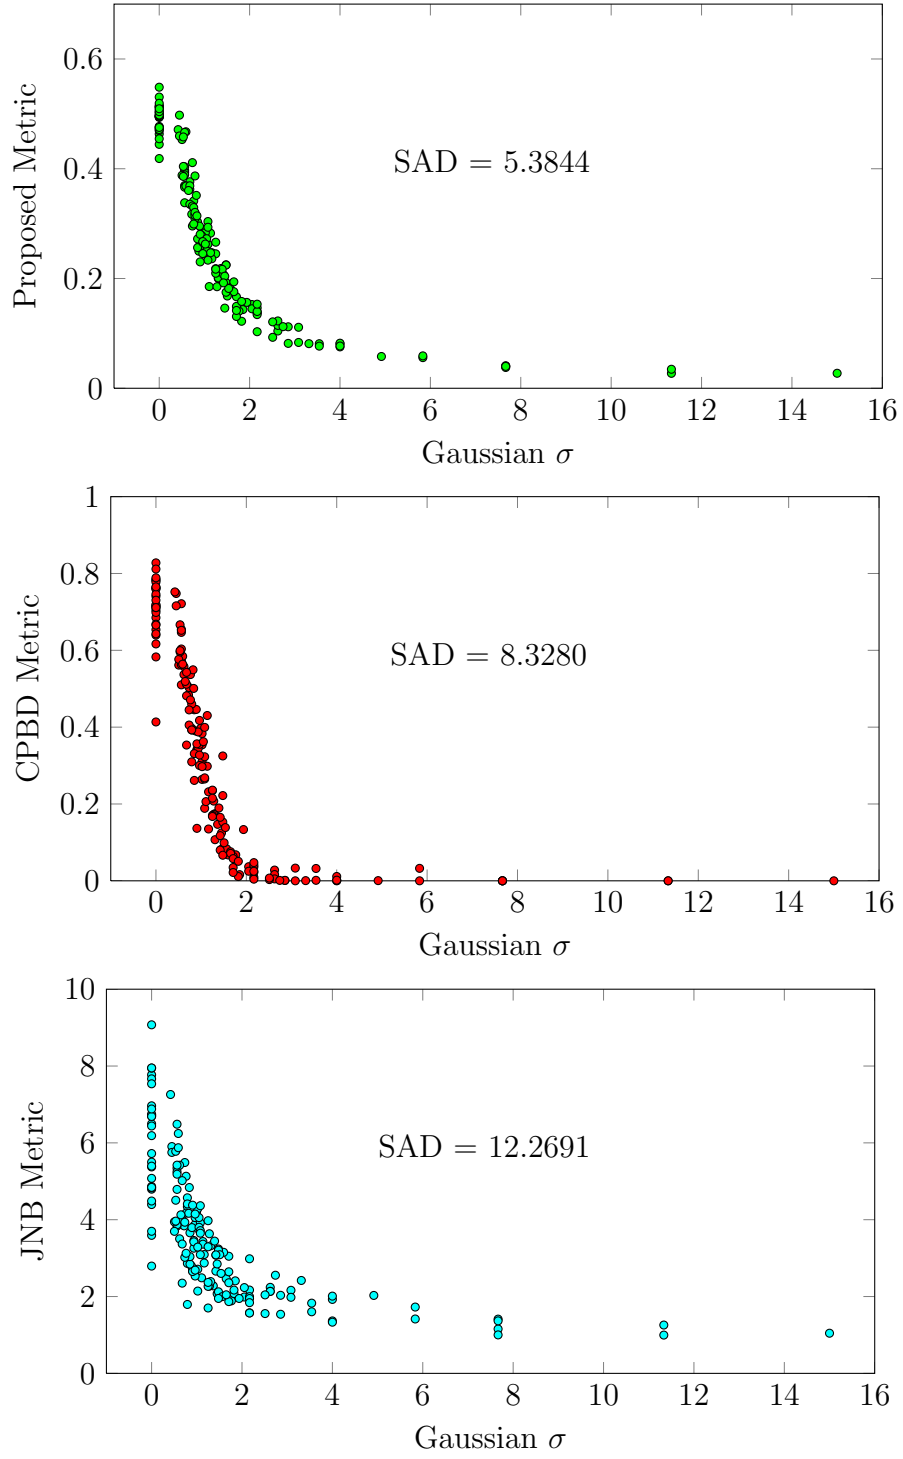 0.6
0.4
0.2
0
Proposed Metric
SAD = 5.3844
0 2 4 6 8 10 12 14 16
Gaussian σ
1
0.8
0.6
0.4
0.2
0
CPBD Metric
SAD = 8.3280
0 2 4 6 8 10 12 14 16
Gaussian σ
10
8
6
4
2
0
JNB Metric
SAD = 12.2691
0 2 4 6 8 10 12 14 16
Gaussian σ